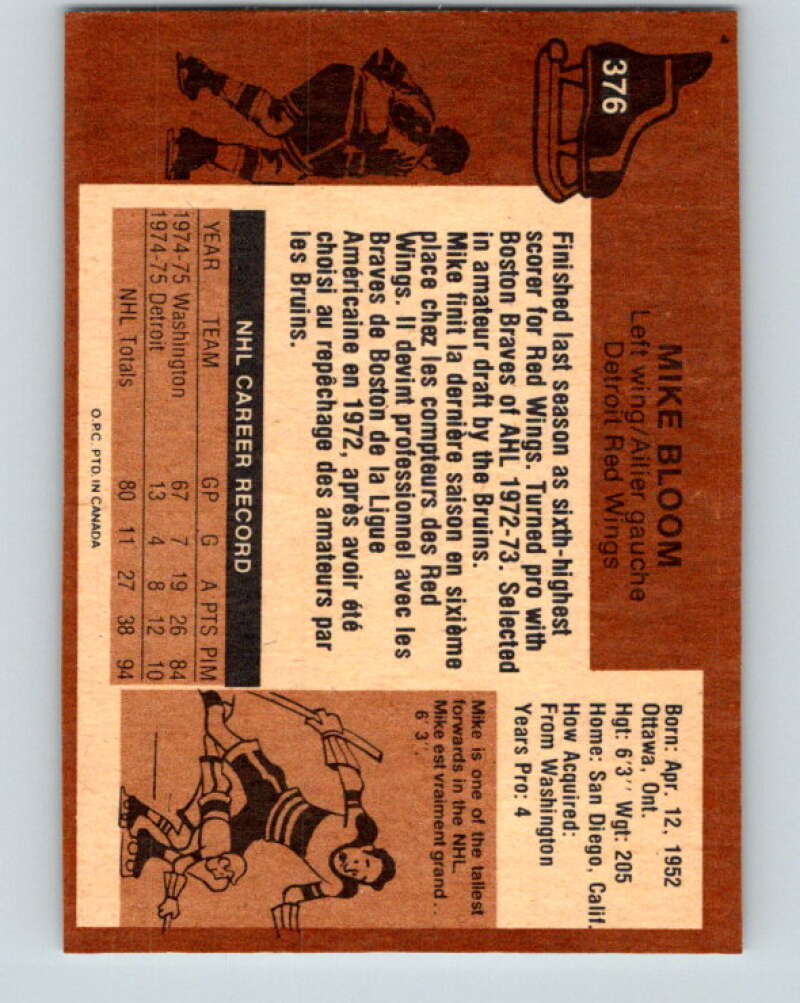 376
MIKE BLOOM
Left wing/Ailier gauche
Detroit Red Wings
Born: Apr. 12, 1952
Ottawa, Ont.
Hgt: 6'3'' Wgt: 205
Home: San Diego, Calif.
How Acquired:
From Washington
Years Pro: 4
Finished last season as sixth-highest
scorer for Red Wings. Turned pro with
Boston Braves of AHL 1972-73. Selected
in amateur draft by the Bruins.
Mike finit la dernière saison en sixième
place chez les compteurs des Red
Wings. Il devint professionnel avec les
Braves de Boston de la Ligue
Américaine en 1972, après avoir été
choisi au repêchage des amateurs par
les Bruins.
NHL CAREER RECORD
YEAR TEAM GP G A PTS PIM
1974-75 Washington 67 7 19 26 84
1974-75 Detroit 13 4 8 12 10
NHL Totals 80 11 27 38 94
Mike is one of the tallest
forwards in the NHL.
Mike est vraiment grand . .
6' 3''.
O.P.C. PTD. IN CANADA